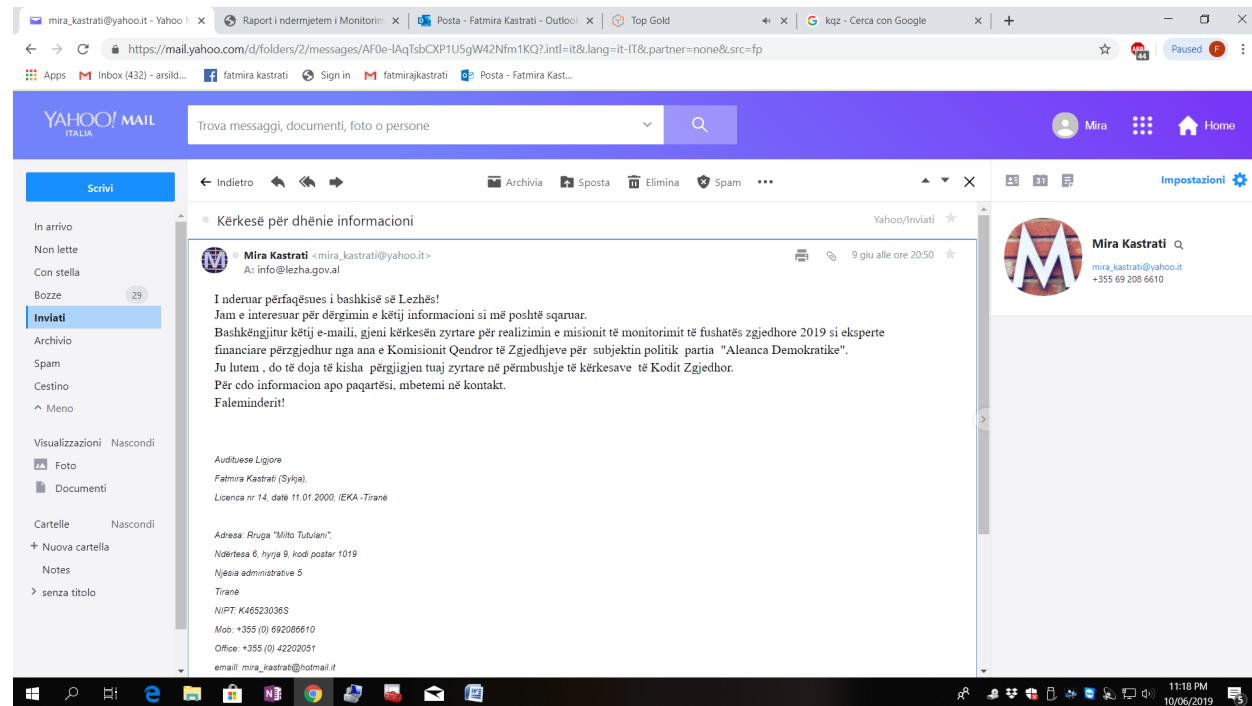 mira_kastrati@yahoo.it - Yahoo M
Raport i ndermjetem i Monitorim
Posta - Fatmira Kastrati - Outlook
Top Gold
kqz - Cerca con Google
https://mail.yahoo.com/d/folders/2/messages/AF0e-IAqTsbCXP1U5gW42Nfm1KQ?.intl=it&.lang=it-IT&.partner=none&.src=fp
44
Paused F
Apps Inbox (432) - arsild... fatmira kastrati Sign in fatmirajkastrati Posta - Fatmira Kast...
YAHOO! MAIL
ITALIA
Trova messaggi, documenti, foto o persone
Mira
Home
Scrivi
In arrivo
Non lette
Con stella
Bozze 29
Inviati
Archivio
Spam
Cestino
Meno
Visualizzazioni Nascondi
Foto
Documenti
Cartelle Nascondi
+ Nuova cartella
Notes
> senza titolo
Indietro
Archivia Sposta Elimina Spam
Kërkesë për dhënie informacioni
Yahoo/Inviati
Mira Kastrati <mira_kastrati@yahoo.it>
9 giu alle ore 20:50
A: info@lezha.gov.al
I nderuar përfaqësues i bashkisë së Lezhës!
Jam e interesuar për dërgimin e këtij informacioni si më poshtë sqaruar.
Bashkëngjitur këtij e-maili, gjeni kërkesën zyrtare për realizimin e misionit të monitorimit të fushatës zgjedhore 2019 si eksperte
financiare përzgjedhur nga ana e Komisionit Qendror të Zgjedhjeve për subjektin politik partia "Aleanca Demokratike".
Ju lutem , do të doja të kisha përgjigjen tuaj zyrtare në përmbushje të kërkesave të Kodit Zgjedhor.
Për cdo informacion apo paqartësi, mbetemi në kontakt.
Faleminderit!
Audituese Ligjore
Fatmira Kastrati (Sykja),
Licenca nr 14, datë 11.01.2000, IEKA -Tiranë
Adresa: Rruga "Milto Tutulani",
Ndërtesa 6, hyrja 9, kodi postar 1019
Njësia administrative 5
Tiranë
NIPT: K46523036S
Mob: +355 (0) 692086610
Office: +355 (0) 42202051
emaill: mira_kastrati@hotmail.it
31
Impostazioni
M
Mira Kastrati
mira_kastrati@yahoo.it
+355 69 208 6610
11:18 PM
10/06/2019
5